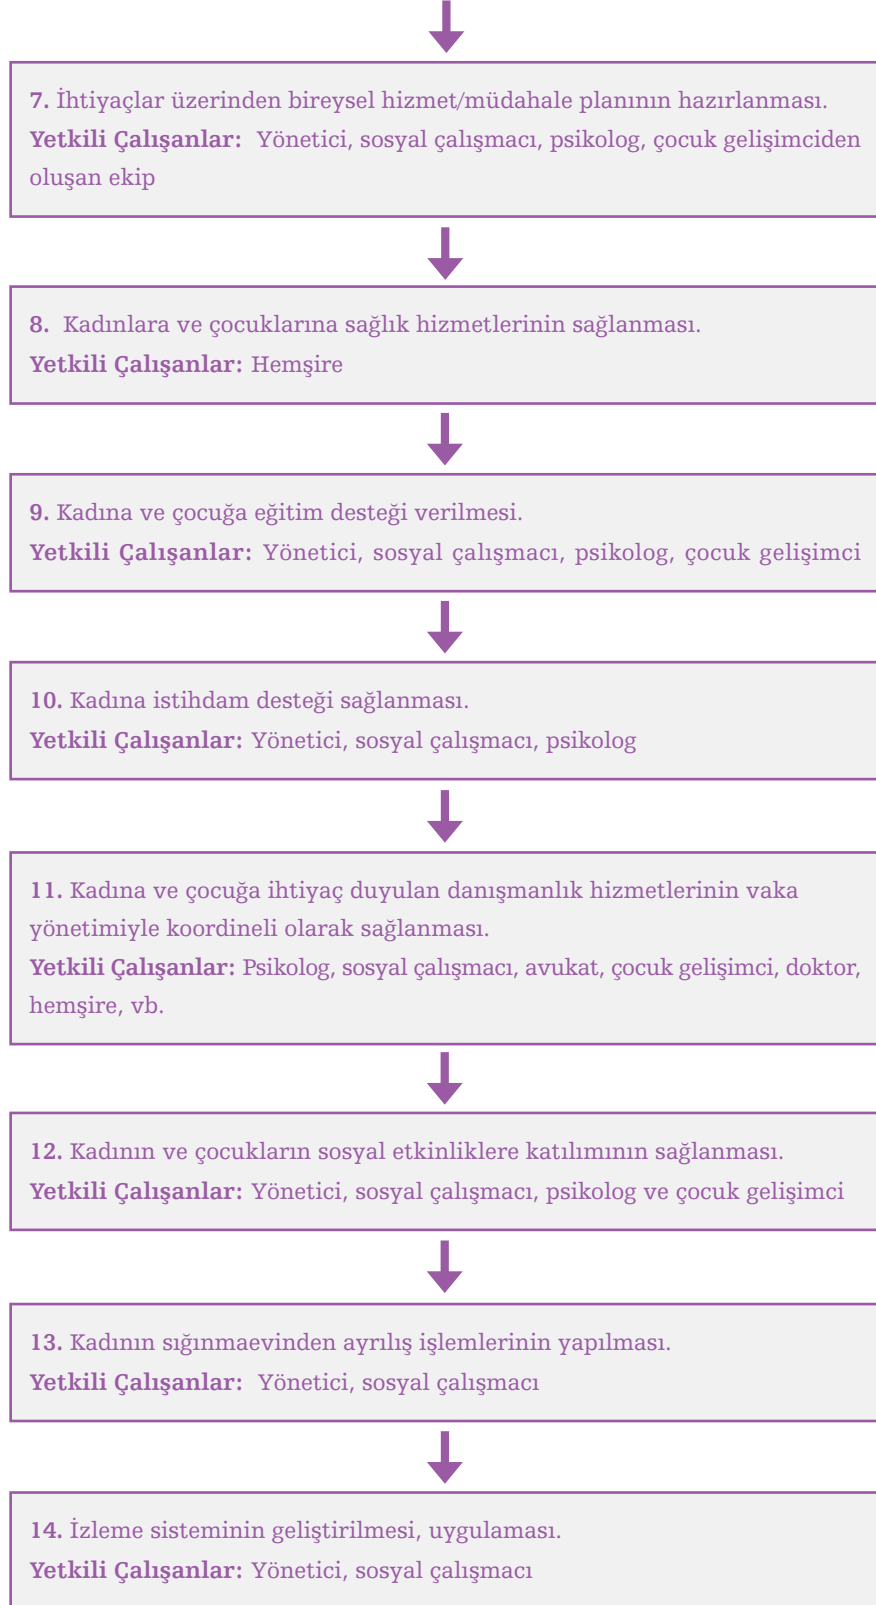 7. İhtiyaçlar üzerinden bireysel hizmet/müdahale planının hazırlanması.
Yetkili Çalışanlar: Yönetici, sosyal çalışmacı, psikolog, çocuk gelişimciden
oluşan ekip
8. Kadınlara ve çocuklarına sağlık hizmetlerinin sağlanması.
Yetkili Çalışanlar: Hemşire
9. Kadına ve çocuğa eğitim desteği verilmesi.
Yetkili Çalışanlar: Yönetici, sosyal çalışmacı, psikolog, çocuk gelişimci
10. Kadına istihdam desteği sağlanması.
Yetkili Çalışanlar: Yönetici, sosyal çalışmacı, psikolog
11. Kadına ve çocuğa ihtiyaç duyulan danışmanlık hizmetlerinin vaka
yönetimiyle koordineli olarak sağlanması.
Yetkili Çalışanlar: Psikolog, sosyal çalışmacı, avukat, çocuk gelişimci, doktor,
hemşire, vb.
12. Kadının ve çocukların sosyal etkinliklere katılımının sağlanması.
Yetkili Çalışanlar: Yönetici, sosyal çalışmacı, psikolog ve çocuk gelişimci
13. Kadının sığınmaevinden ayrılış işlemlerinin yapılması.
Yetkili Çalışanlar: Yönetici, sosyal çalışmacı
14. İzleme sisteminin geliştirilmesi, uygulaması.
Yetkili Çalışanlar: Yönetici, sosyal çalışmacı